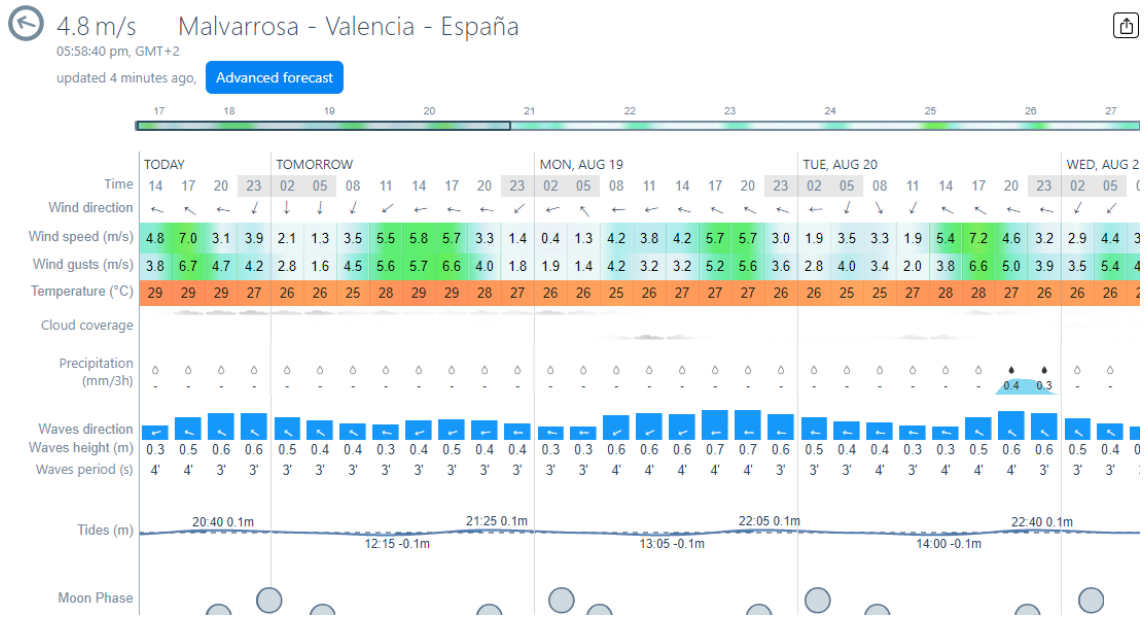 4.8 m/s Malvarrosa - Valencia - España
05:58:40 pm, GMT+2
updated 4 minutes ago, Advanced forecast
17 18 19 20 21 22 23 24 25 26 27
TODAY TOMORROW MON, AUG 19 TUE, AUG 20 WED, AUG 2
Time 14 17 20 23 02 05 08 11 14 17 20 23 02 05 08 11 14 17 20 23 02 05 08 11 14 17 20 23 02 05
Wind direction
Wind speed (m/s) 4.8 7.0 3.1 3.9 2.1 1.3 3.5 5.5 5.8 5.7 3.3 1.4 0.4 1.3 4.2 3.8 4.2 5.7 5.7 3.0 1.9 3.5 3.3 1.9 5.4 7.2 4.6 3.2 2.9 4.4 3
Wind gusts (m/s) 3.8 6.7 4.7 4.2 2.8 1.6 4.5 5.6 5.7 6.6 4.0 1.8 1.9 1.4 4.2 3.2 3.2 5.2 5.6 3.6 2.8 4.0 3.4 2.0 3.8 6.6 5.0 3.9 3.5 5.4 4
Temperature (°C) 29 29 29 27 26 26 25 28 29 29 28 27 26 26 25 26 27 27 27 26 26 25 25 27 28 28 27 26 26 26 2
Cloud coverage
Precipitation
(mm/3h) - - - - - - - - - - - - - - - - - - - - - - - - - - 0.4 0.3 - -
Waves direction
Waves height (m) 0.3 0.5 0.6 0.6 0.5 0.4 0.4 0.3 0.4 0.5 0.4 0.4 0.3 0.3 0.6 0.6 0.6 0.7 0.7 0.6 0.5 0.4 0.4 0.3 0.3 0.5 0.6 0.6 0.5 0.4 0
Waves period (s) 4' 4' 3' 3' 3' 3' 3' 4' 4' 3' 3' 3' 3' 3' 4' 4' 4' 4' 4' 4' 3' 3' 4' 4' 3' 4' 4' 3' 3' 3'
20:40 0.1m 21:25 0.1m 22:05 0.1m 22:40 0.1m
Tides (m)
12:15 -0.1m 13:05 -0.1m 14:00 -0.1m
Moon Phase